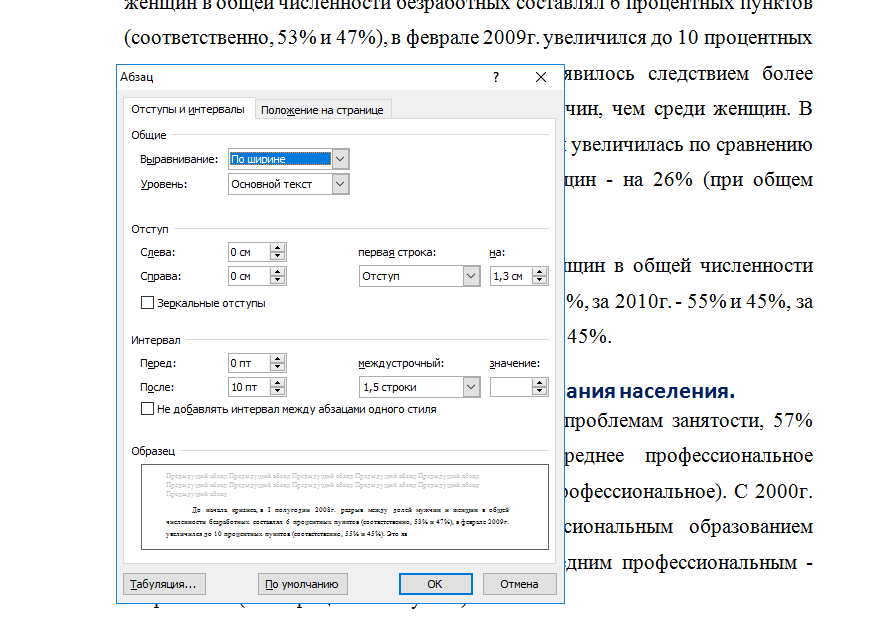 женщин в общей численности безработных составлял 6 процентных пунктов
(соответственно, 53% и 47%), в феврале 2009г. увеличился до 10 процентных
Абзац ? явилось следствием более
Отступы и интервалы Положение на странице чин, чем среди женщин. В
Общие
Выравнивание: По ширине увеличилась по сравнению
Уровень: Основной текст щин - на 26% (при общем
Отступ
Слева: 0 см первая строка: на: щин в общей численности
Справа: 0 см Отступ 1,3 см
Зеркальные отступы %, за 2010г. - 55% и 45%, за
Интервал 45%.
Перед: 0 пт междустрочный: значение:
После: 10 пт 1,5 строки ания населения.
Не добавлять интервал между абзацами одного стиля проблемам занятости, 57%
Образец реднее профессиональное
Предыдущий абзац Предыдущий абзац Предыдущий абзац Предыдущий абзац Предыдущий абзац
Предыдущий абзац Предыдущий абзац Предыдущий абзац Предыдущий абзац Предыдущий абзац
Предыдущий абзац рофессиональное). С 2000г.
До начала кризиса, в I полугодии 2008г. разрыв между долей мужчин и женщин в общей
численности безработных составлял 6 процентных пунктов (соответственно, 53% и 47%), в феврале 2009г.
увеличился до 10 процентных пунктов (соответственно, 55% и 45%). Это яв
сиональным образованием
дним профессиональным -
Табуляция... По умолчанию ОК Отмена